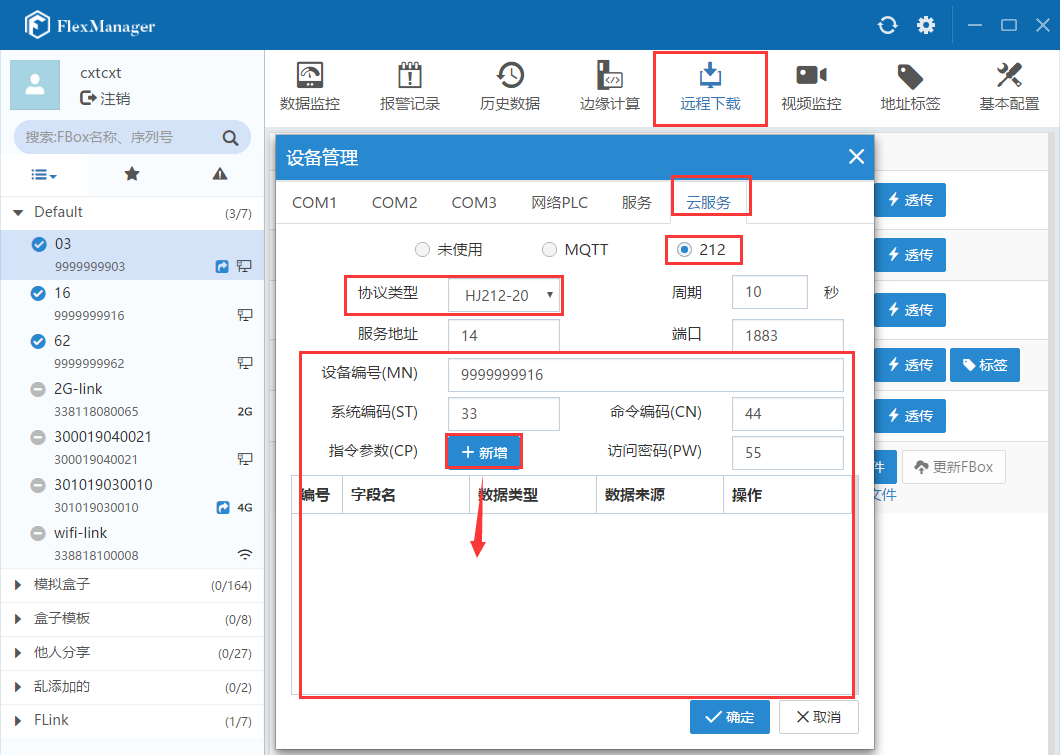 FlexManager
cxtcxt
注销
搜索:FBox名称、序列号
Default (3/7)
03
9999999903
16
9999999916
62
9999999962
2G-link
338118080065 2G
300019040021
300019040021
301019030010
301019030010 4G
wifi-link
338818100008
模拟盒子 (0/164)
盒子模板 (0/8)
他人分享 (0/27)
乱添加的 (0/2)
FLink (1/7)
数据监控 报警记录 历史数据 边缘计算 远程下载 视频监控 地址标签 基本配置
设备管理
COM1 COM2 COM3 网络PLC 服务 云服务
未使用 MQTT 212
协议类型 HJ212-20 周期 10 秒
服务地址 14 端口 1883
设备编号(MN) 9999999916
系统编码(ST) 33 命令编码(CN) 44
指令参数(CP) 新增 访问密码(PW) 55
编号 字段名 数据类型 数据来源 操作
确定 取消
透传
透传
透传
透传 标签
透传
件 更新FBox
文件